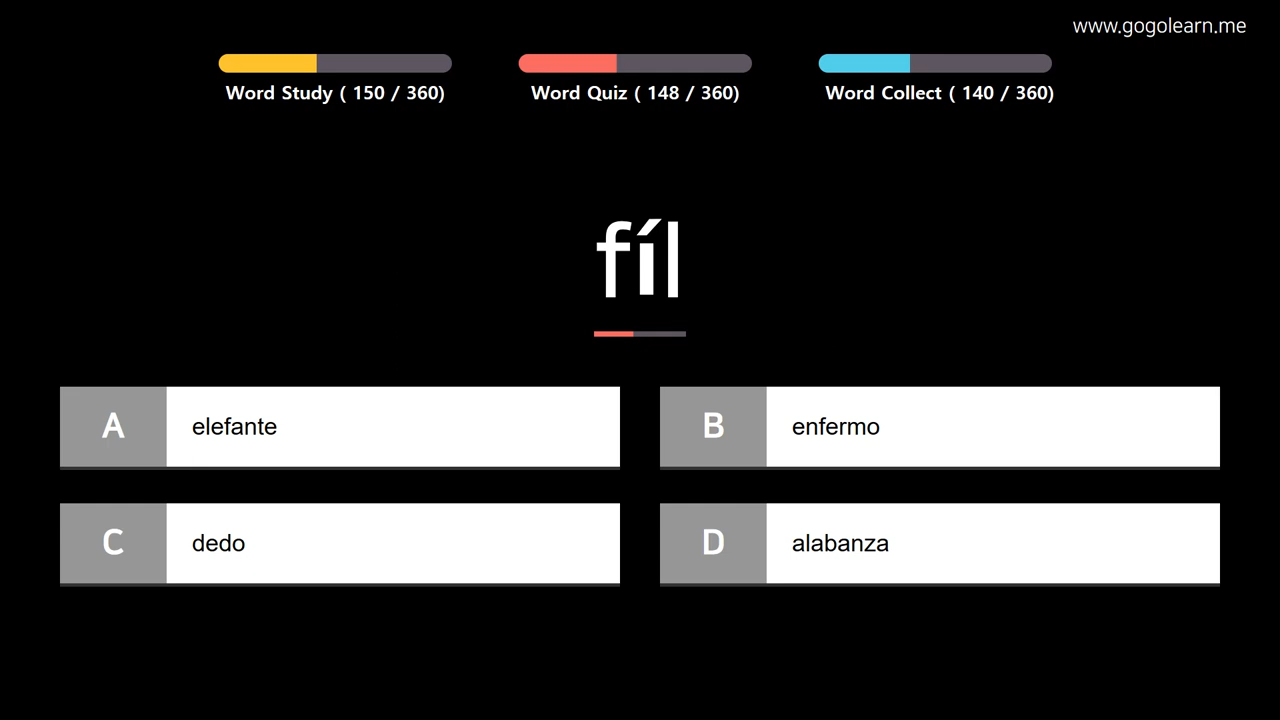 www.gogolearn.me
Word Study ( 150 / 360)
Word Quiz ( 148 / 360)
Word Collect ( 140 / 360)
fíl
A elefante
B enfermo
C dedo
D alabanza